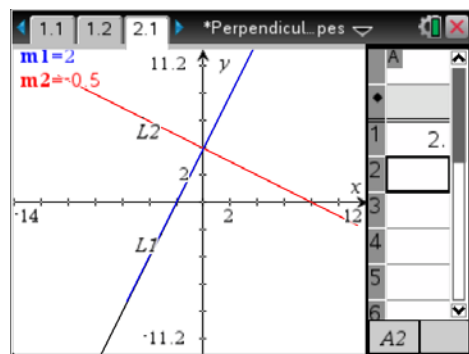 1.1 1.2 2.1 *Perpendicul…pes
m1=2
m2=-0.5
11.2 y
L2
2
x
-14 2 12
L1
-11.2
A
1 2.
2
3
4
5
6
A2